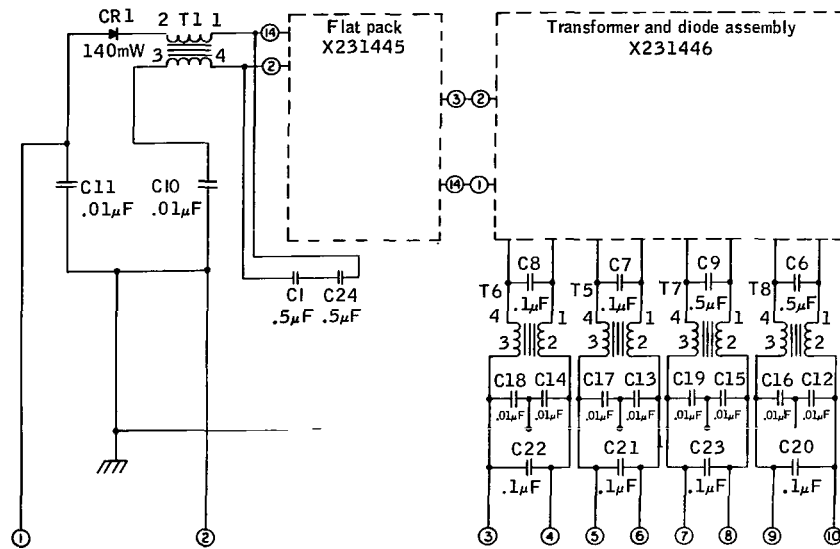 CR1
2 T1 1
140mW
3 4
14
2
Flat pack
X231445
Transformer and diode assembly
X231446
3 2
14 1
C11
.01μF
C10
.01μF
C1
.5μF
C24
.5μF
T6
C8
.1μF
4 1
3 2
T5
C7
.1μF
4 1
3 2
T7
C9
.5μF
4 1
3 2
T8
C6
.5μF
4 1
3 2
C18 C14
.01μF .01μF
C17 C13
.01μF .01μF
C19 C15
.01μF .01μF
C16 C12
.01μF .01μF
C22
.1μF
C21
.1μF
C23
.1μF
C20
.1μF
1 2 3 4 5 6 7 8 9 10